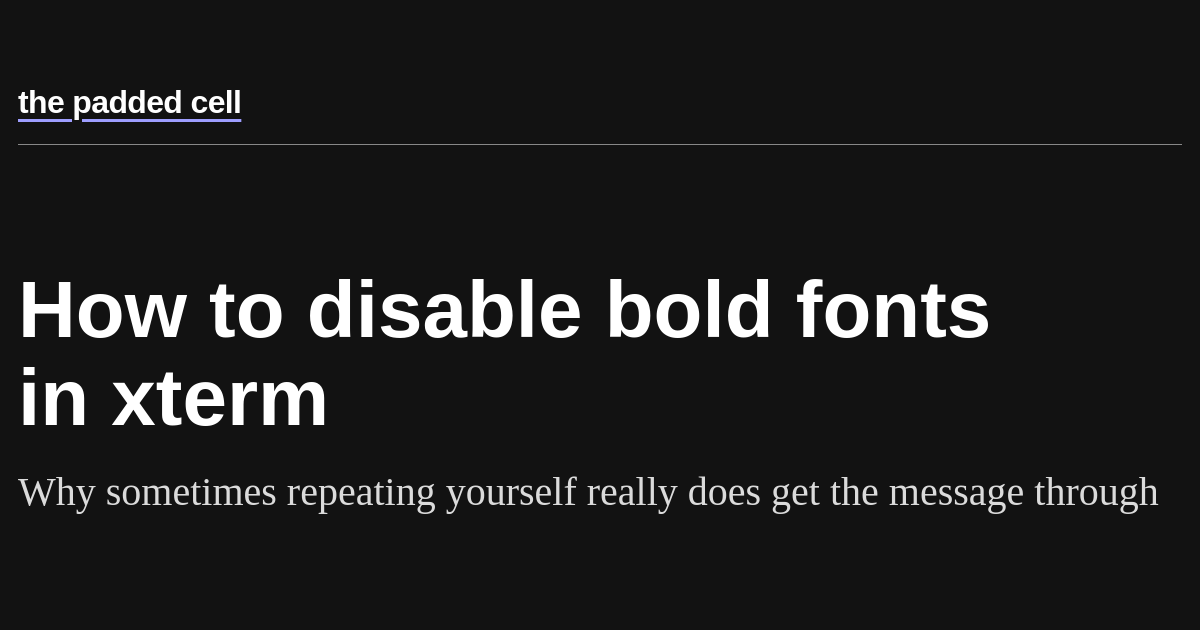 the padded cell
How to disable bold fonts
in xterm
Why sometimes repeating yourself really does get the message through